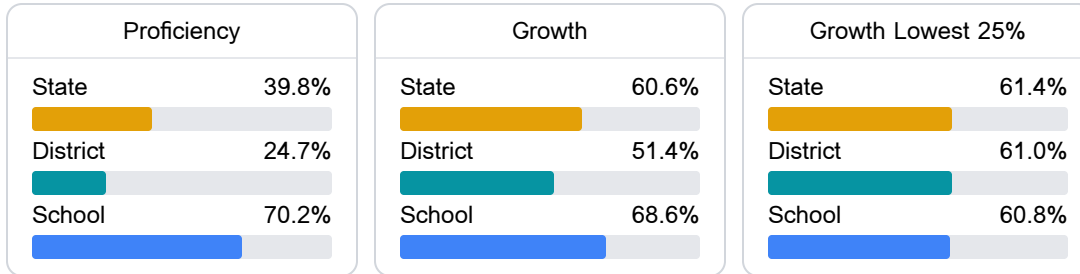 Proficiency
State 39.8%
District 24.7%
School 70.2%
Growth
State 60.6%
District 51.4%
School 68.6%
Growth Lowest 25%
State 61.4%
District 61.0%
School 60.8%